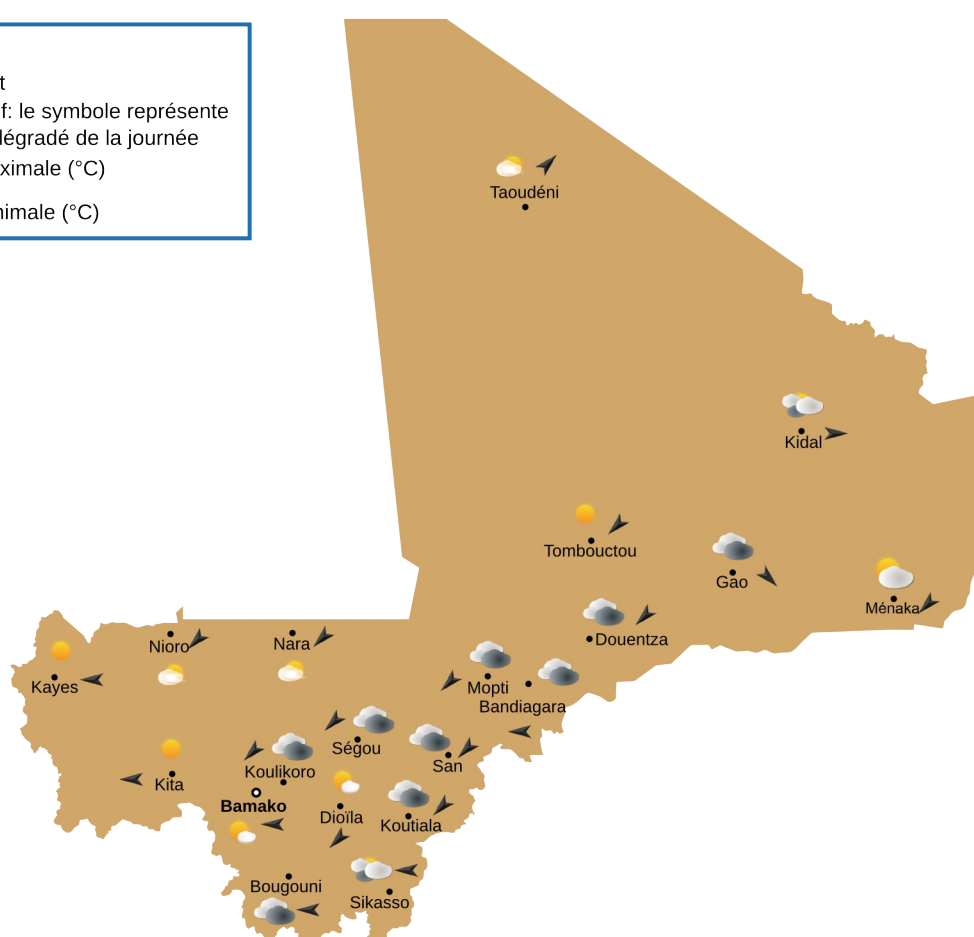 t
f: le symbole représente
dégradé de la journée
ximale (°C)
nimale (°C)
Taoudéni
Kidal
Tombouctou
Gao
Ménaka
Douentza
Nioro
Nara
Kayes
Mopti
Bandiagara
Ségou
San
Koulikoro
Kita
Bamako
Dioïla
Koutiala
Bougouni
Sikasso